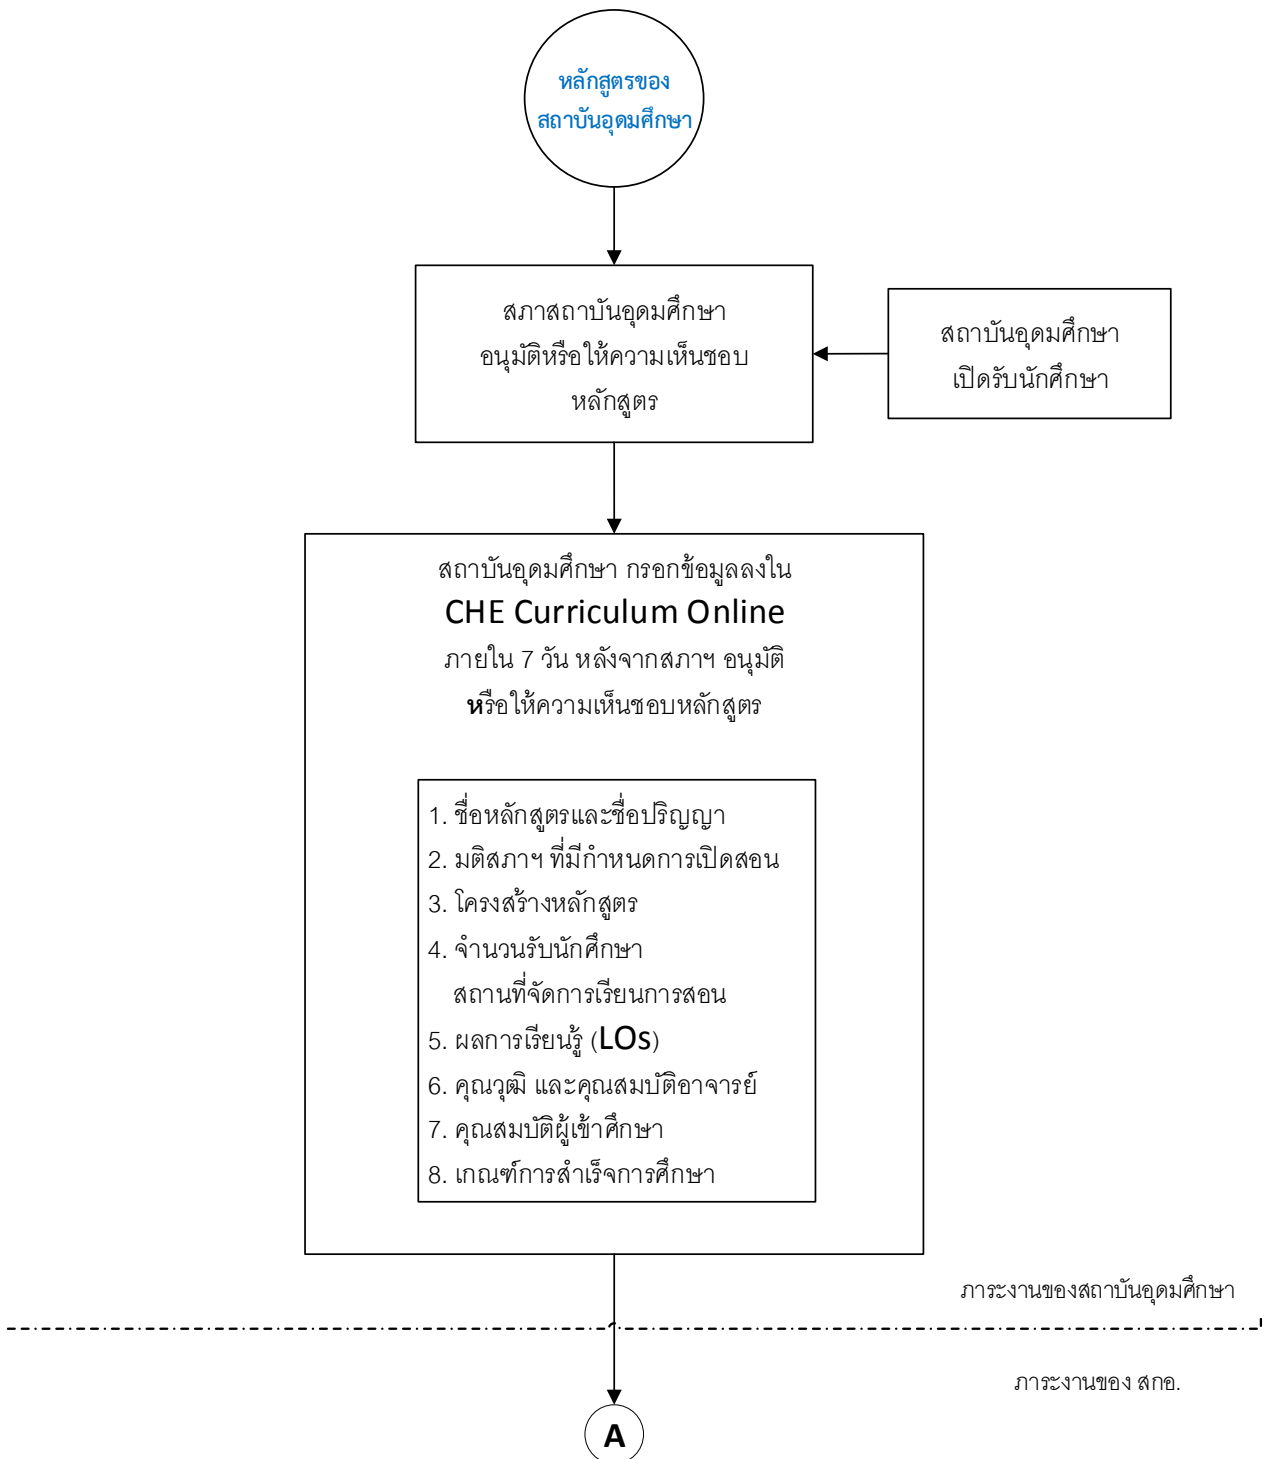 หลักสูตรของ
สถาบันอุดมศึกษา
สภาสถาบันอุดมศึกษา
อนุมัติหรือให้ความเห็นชอบ
หลักสูตร
สถาบันอุดมศึกษา
เปิดรับนักศึกษา
สถาบันอุดมศึกษา กรอกข้อมูลลงใน
CHE Curriculum Online
ภายใน 7 วัน หลังจากสภาฯ อนุมัติ
หรือให้ความเห็นชอบหลักสูตร
1. ชื่อหลักสูตรและชื่อปริญญา
2. มติสภาฯ ที่มีกำหนดการเปิดสอน
3. โครงสร้างหลักสูตร
4. จำนวนรับนักศึกษา
สถานที่จัดการเรียนการสอน
5. ผลการเรียนรู้ (LOs)
6. คุณวุฒิ และคุณสมบัติอาจารย์
7. คุณสมบัติผู้เข้าศึกษา
8. เกณฑ์การสำเร็จการศึกษา
ภาระงานของสถาบันอุดมศึกษา
ภาระงานของ สกอ.
A